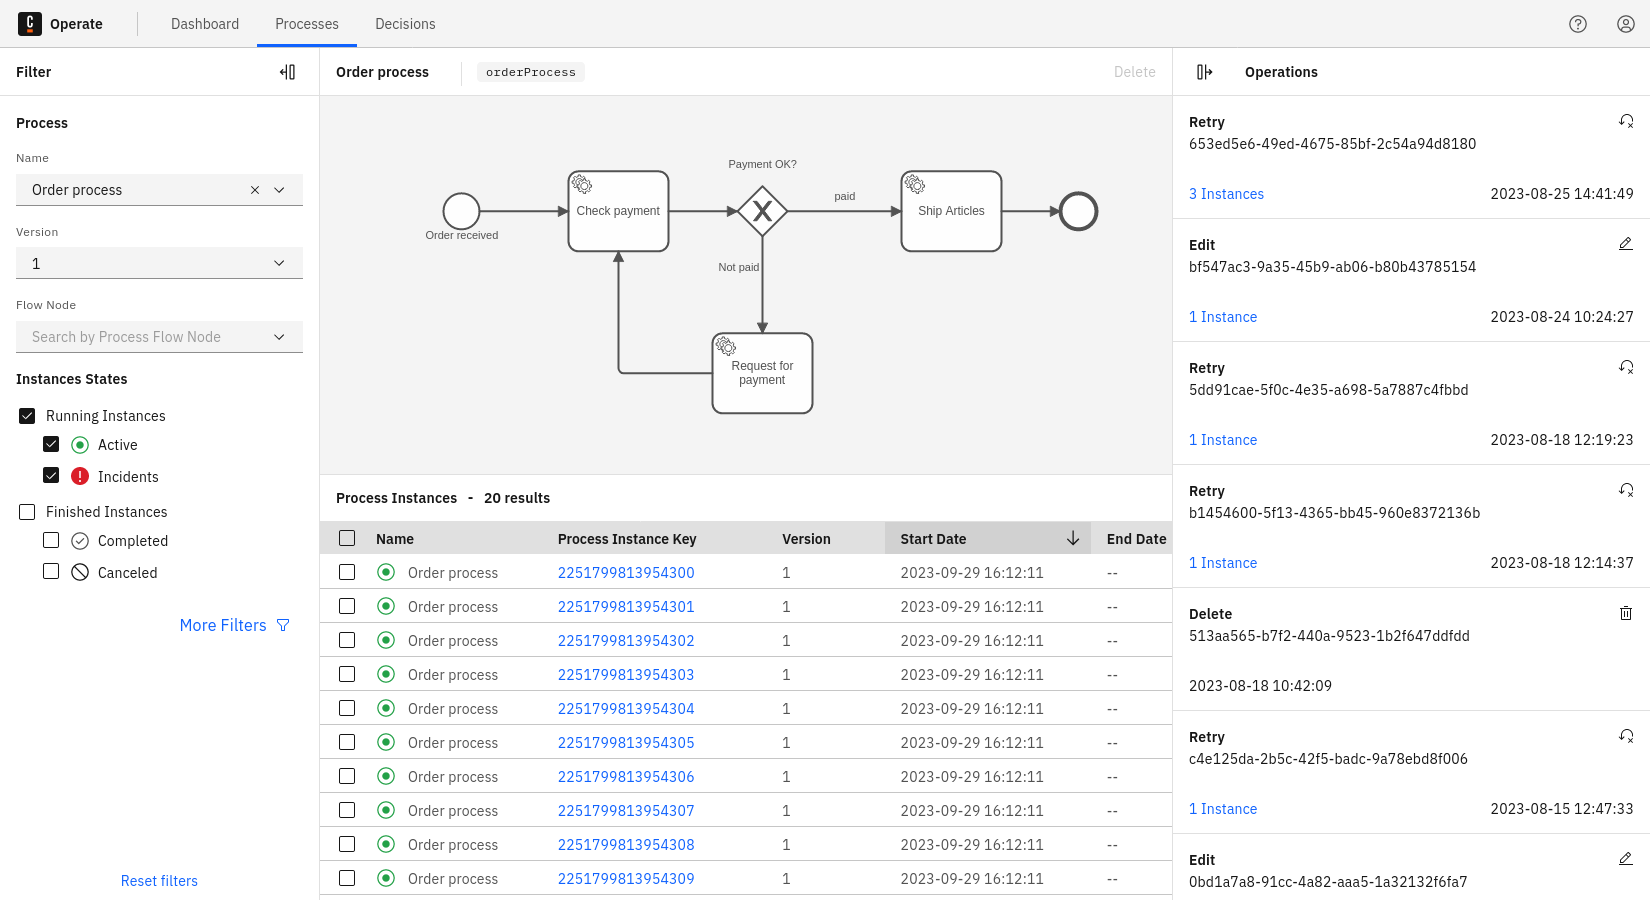 Operate Dashboard Processes Decisions
Filter
Process
Name
Order process
Version
1
Flow Node
Search by Process Flow Node
Instances States
Running Instances
Active
Incidents
Finished Instances
Completed
Canceled
More Filters
Reset filters
Order process orderProcess Delete
Order received
Check payment
Payment OK?
paid
Ship Articles
Not paid
Request for
payment
Process Instances - 20 results
Name Process Instance Key Version Start Date End Date
Order process 2251799813954300 1 2023-09-29 16:12:11 --
Order process 2251799813954301 1 2023-09-29 16:12:11 --
Order process 2251799813954302 1 2023-09-29 16:12:11 --
Order process 2251799813954303 1 2023-09-29 16:12:11 --
Order process 2251799813954304 1 2023-09-29 16:12:11 --
Order process 2251799813954305 1 2023-09-29 16:12:11 --
Order process 2251799813954306 1 2023-09-29 16:12:11 --
Order process 2251799813954307 1 2023-09-29 16:12:11 --
Order process 2251799813954308 1 2023-09-29 16:12:11 --
Order process 2251799813954309 1 2023-09-29 16:12:11 --
Operations
Retry
653ed5e6-49ed-4675-85bf-2c54a94d8180
3 Instances 2023-08-25 14:41:49
Edit
bf547ac3-9a35-45b9-ab06-b80b43785154
1 Instance 2023-08-24 10:24:27
Retry
5dd91cae-5f0c-4e35-a698-5a7887c4fbbd
1 Instance 2023-08-18 12:19:23
Retry
b1454600-5f13-4365-bb45-960e8372136b
1 Instance 2023-08-18 12:14:37
Delete
513aa565-b7f2-440a-9523-1b2f647ddfdd
2023-08-18 10:42:09
Retry
c4e125da-2b5c-42f5-badc-9a78ebd8f006
1 Instance 2023-08-15 12:47:33
Edit
0bd1a7a8-91cc-4a82-aaa5-1a32132f6fa7